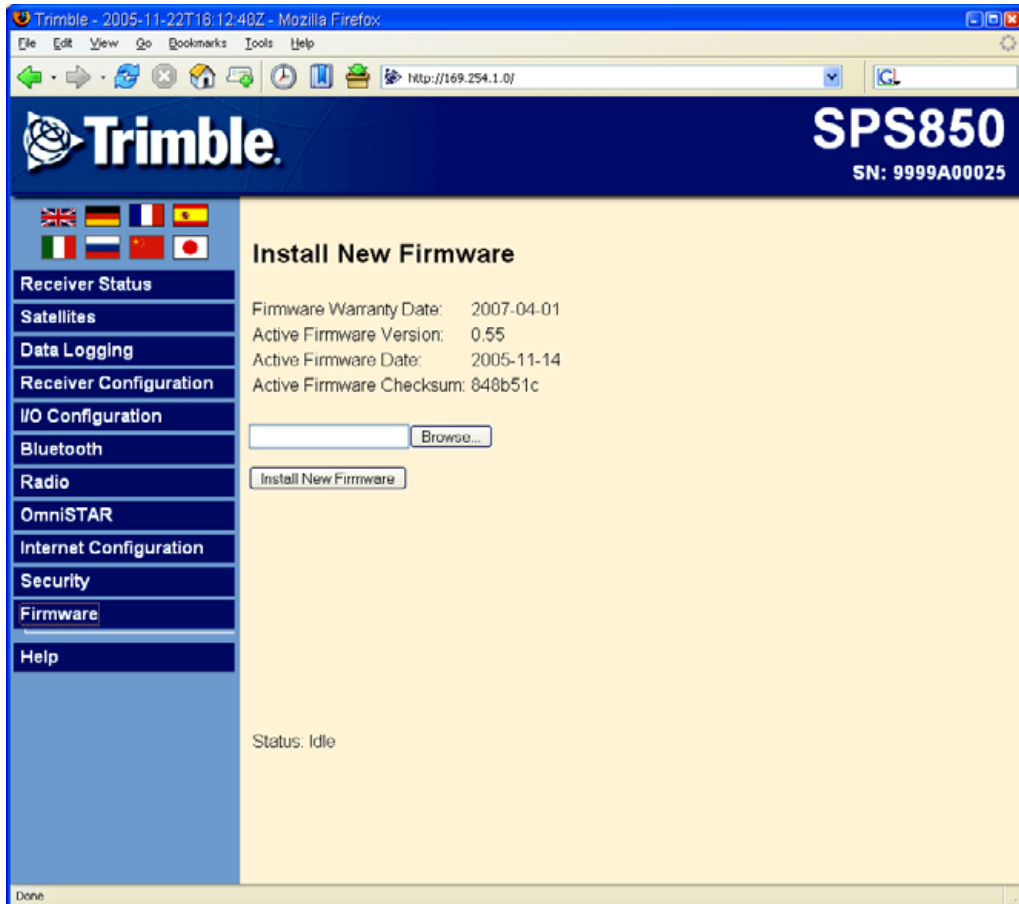 Trimble - 2005-11-22T16:12:48Z - Mozilla Firefox
File Edit View Go Bookmarks Tools Help
http://169.254.1.0/
G
Trimble.
SPS850
SN: 9999A00025
Receiver Status
Satellites
Data Logging
Receiver Configuration
I/O Configuration
Bluetooth
Radio
OmniSTAR
Internet Configuration
Security
Firmware
Help
Install New Firmware
Firmware Warranty Date: 2007-04-01
Active Firmware Version: 0.55
Active Firmware Date: 2005-11-14
Active Firmware Checksum: 848b51c
Browse...
Install New Firmware
Status: Idle
Done